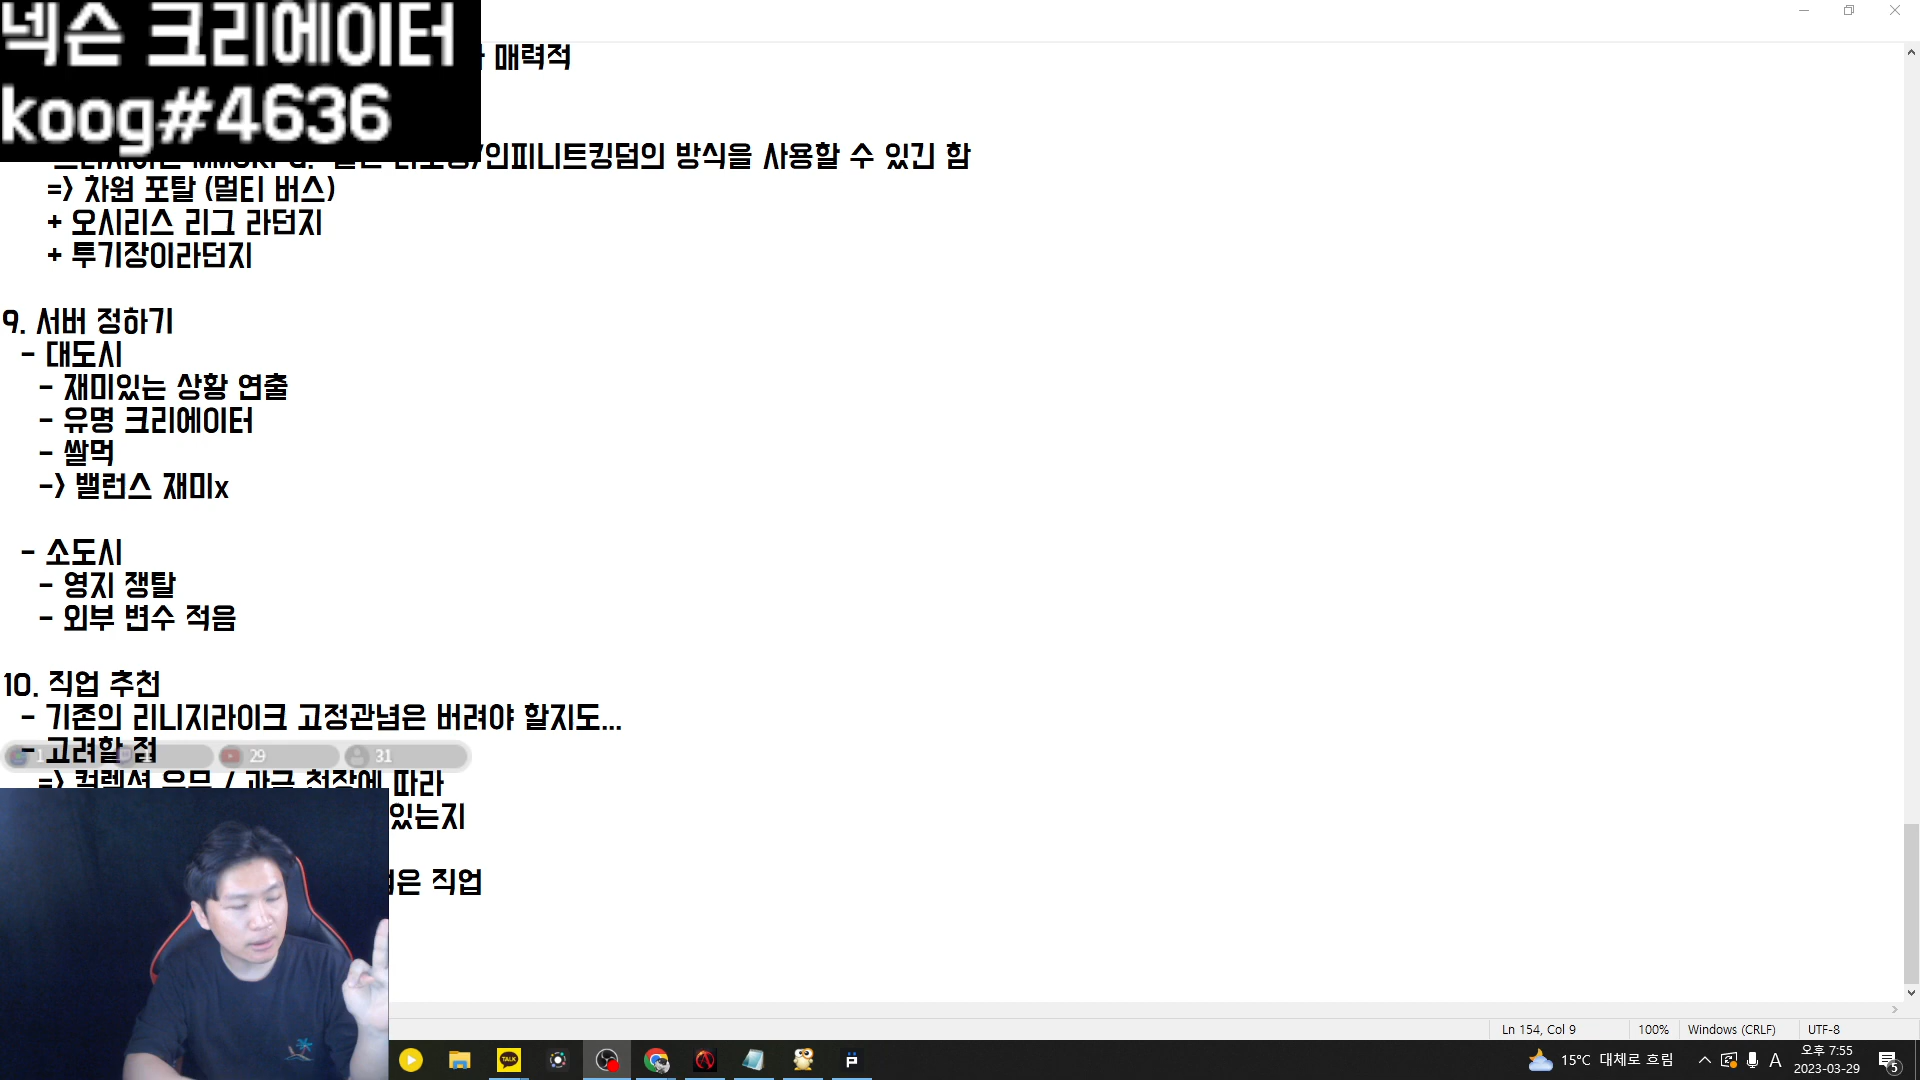 넥슨 크리에이터
koog#4636
매력적
인피니트킹덤의 방식을 사용할 수 있긴 함
=> 차원 포탈 (멀티 버스)
+ 오시리스 리그 라던지
+ 투기장이라던지
9. 서버 정하기
- 대도시
- 재미있는 상황 연출
- 유명 크리에이터
- 쌀먹
-> 밸런스 재미x
- 소도시
- 영지 쟁탈
- 외부 변수 적음
10. 직업 추천
- 기존의 리니지라이크 고정관념은 버려야 할지도...
- 고려할 점
29 31
=> 컬렉션 유무 / 과금 천장에 따라
있는지
은 직업
Ln 154, Col 9 100% Windows (CRLF) UTF-8
TALK
15°C 대체로 흐림 A 오후 7:55
2023-03-29 5